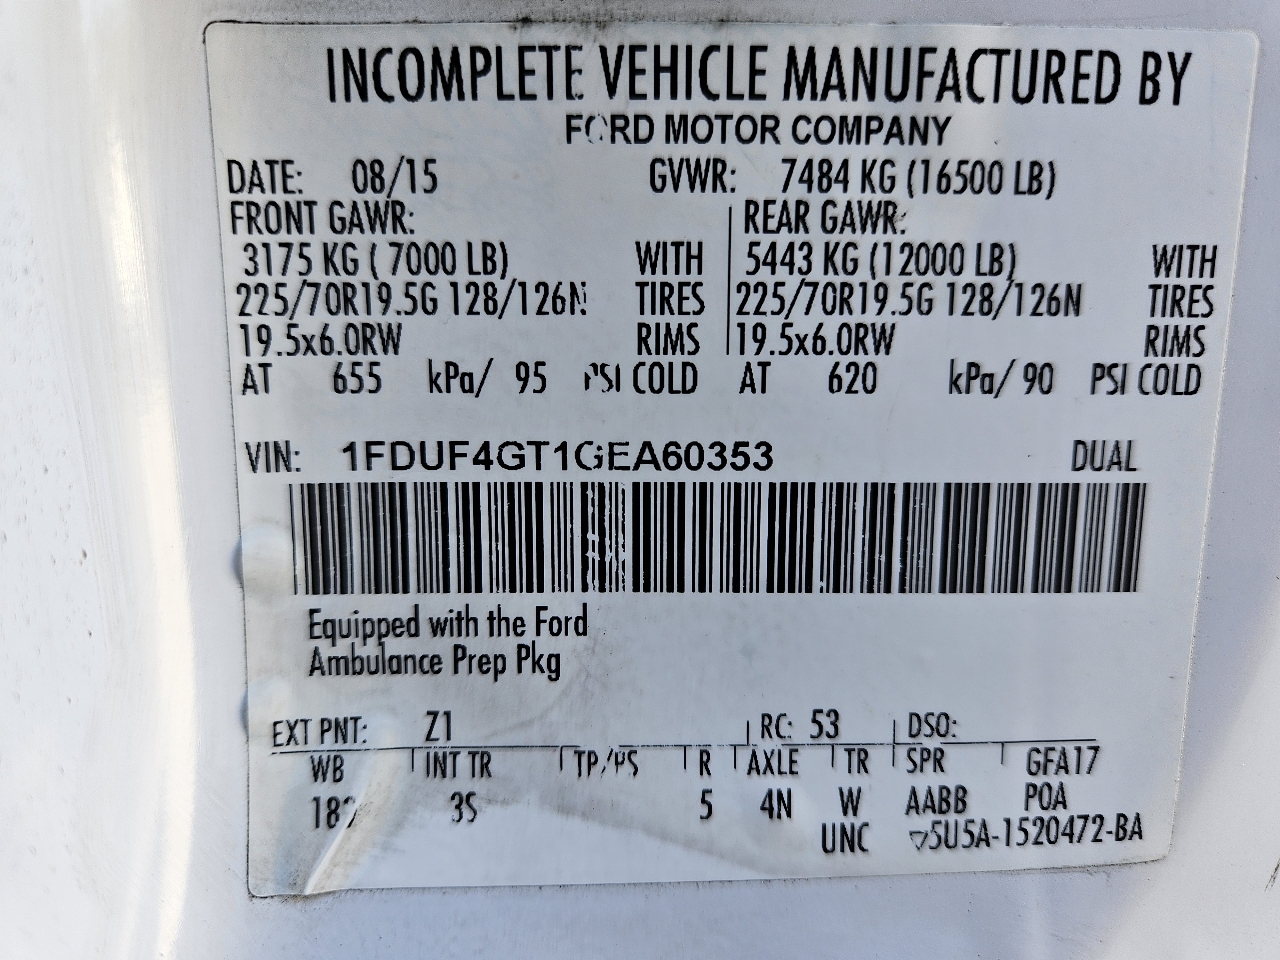 INCOMPLETE VEHICLE MANUFACTURED BY
FORD MOTOR COMPANY
DATE: 08/15 GVWR: 7484 KG (16500 LB)
FRONT GAWR: REAR GAWR:
3175 KG ( 7000 LB) WITH 5443 KG (12000 LB) WITH
225/70R19.5G 128/126N TIRES 225/70R19.5G 128/126N TIRES
19.5x6.0RW RIMS 19.5x6.0RW RIMS
AT 655 kPa/ 95 PSI COLD AT 620 kPa/ 90 PSI COLD
VIN: 1FDUF4GT1GEA60353 DUAL
Equipped with the Ford
Ambulance Prep Pkg
EXT PNT: Z1 RC: 53 DSO:
WB INT TR TP/PS R AXLE TR SPR GFA17
3S 5 4N W AABB POA
UNC ▽5U5A-1520472-BA